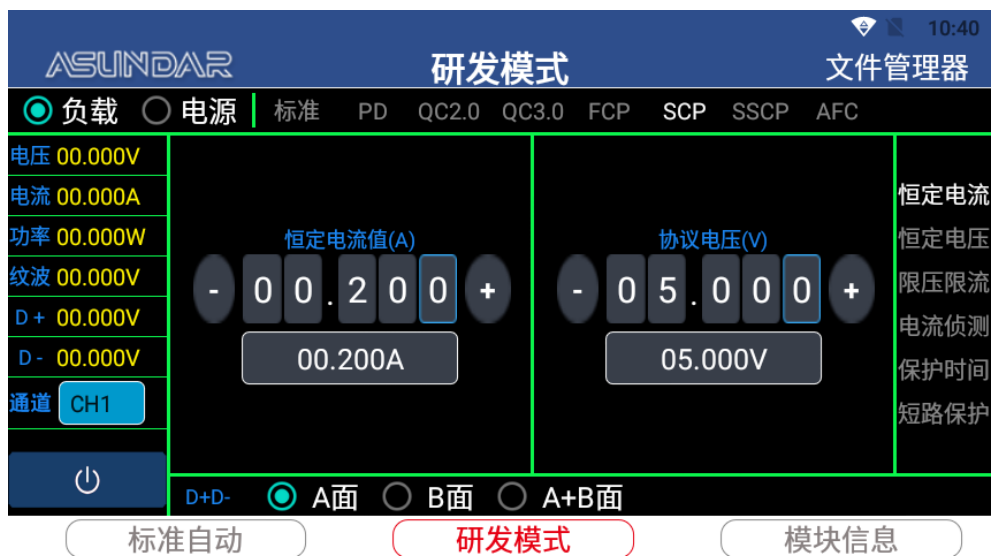 10:40
ASUNDAR 研发模式 文件管理器
负载 电源 标准 PD QC2.0 QC3.0 FCP SCP SSCP AFC
电压 00.000V
电流 00.000A
功率 00.000W
纹波 00.000V
D+ 00.000V
D- 00.000V
通道 CH1
恒定电流值(A)
- 0 0 . 2 0 0 +
00.200A
协议电压(V)
- 0 5 . 0 0 0 +
05.000V
恒定电流
恒定电压
限压限流
电流侦测
保护时间
短路保护
D+D- A面 B面 A+B面
标准自动 研发模式 模块信息